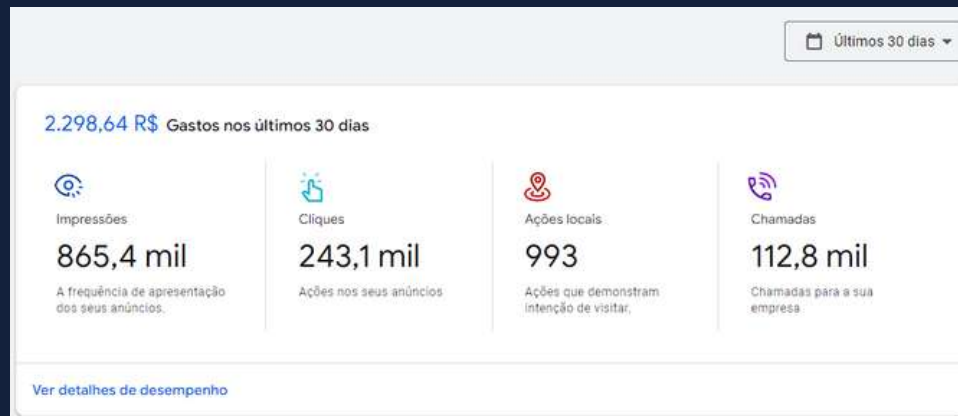 Últimos 30 dias
2.298,64 R$ Gastos nos últimos 30 dias
Impressões
865,4 mil
A frequência de apresentação
dos seus anúncios.
Cliques
243,1 mil
Ações nos seus anúncios
Ações locais
993
Ações que demonstram
intenção de visitar.
Chamadas
112,8 mil
Chamadas para a sua
empresa
Ver detalhes de desempenho